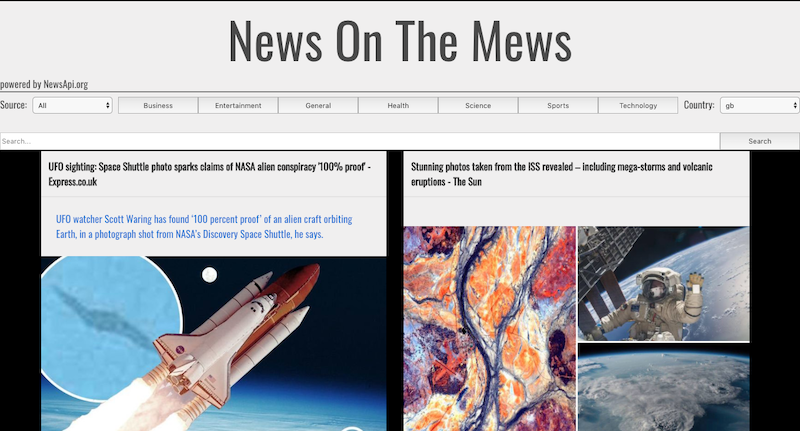 News On The Mews
powered by NewsApi.org
Source: All Business Entertainment General Health Science Sports Technology Country: gb
Search... Search
UFO sighting: Space Shuttle photo sparks claims of NASA alien conspiracy '100% proof' -
Express.co.uk
UFO watcher Scott Waring has found ‘100 percent proof’ of an alien craft orbiting
Earth, in a photograph shot from NASA’s Discovery Space Shuttle, he says.
Stunning photos taken from the ISS revealed – including mega-storms and volcanic
eruptions - The Sun